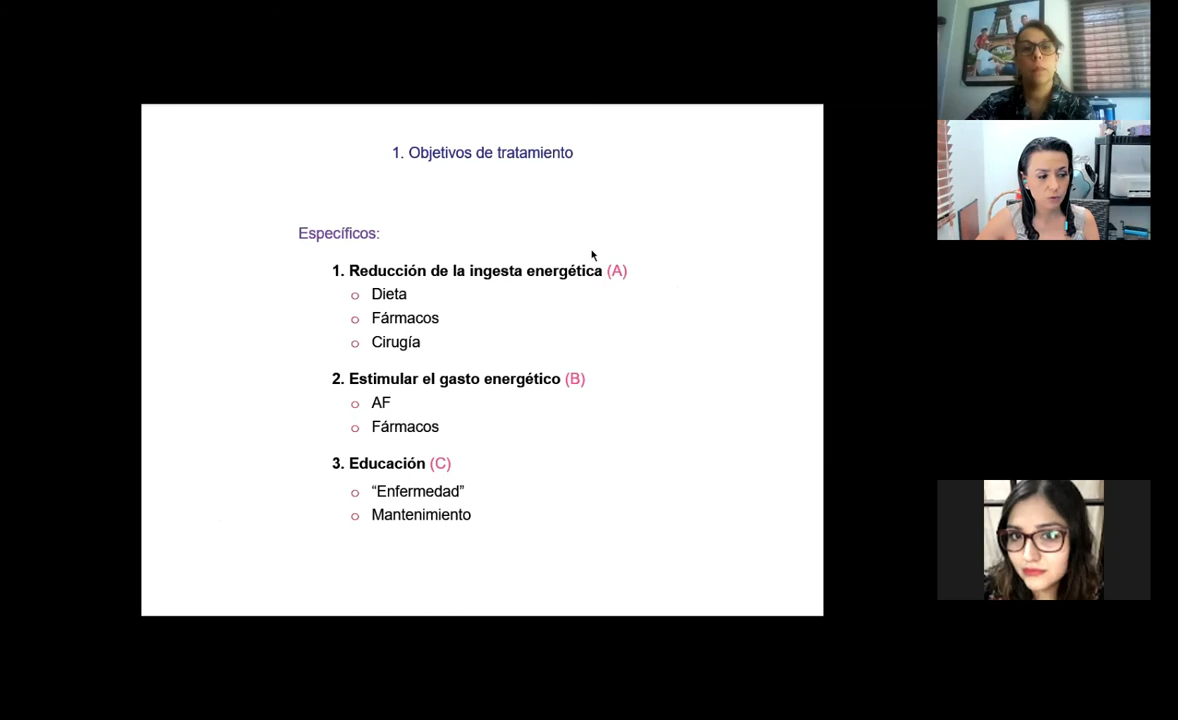 1. Objetivos de tratamiento
Específicos:
1. Reducción de la ingesta energética (A)
o Dieta
o Fármacos
o Cirugía
2. Estimular el gasto energético (B)
o AF
o Fármacos
3. Educación (C)
o “Enfermedad”
o Mantenimiento